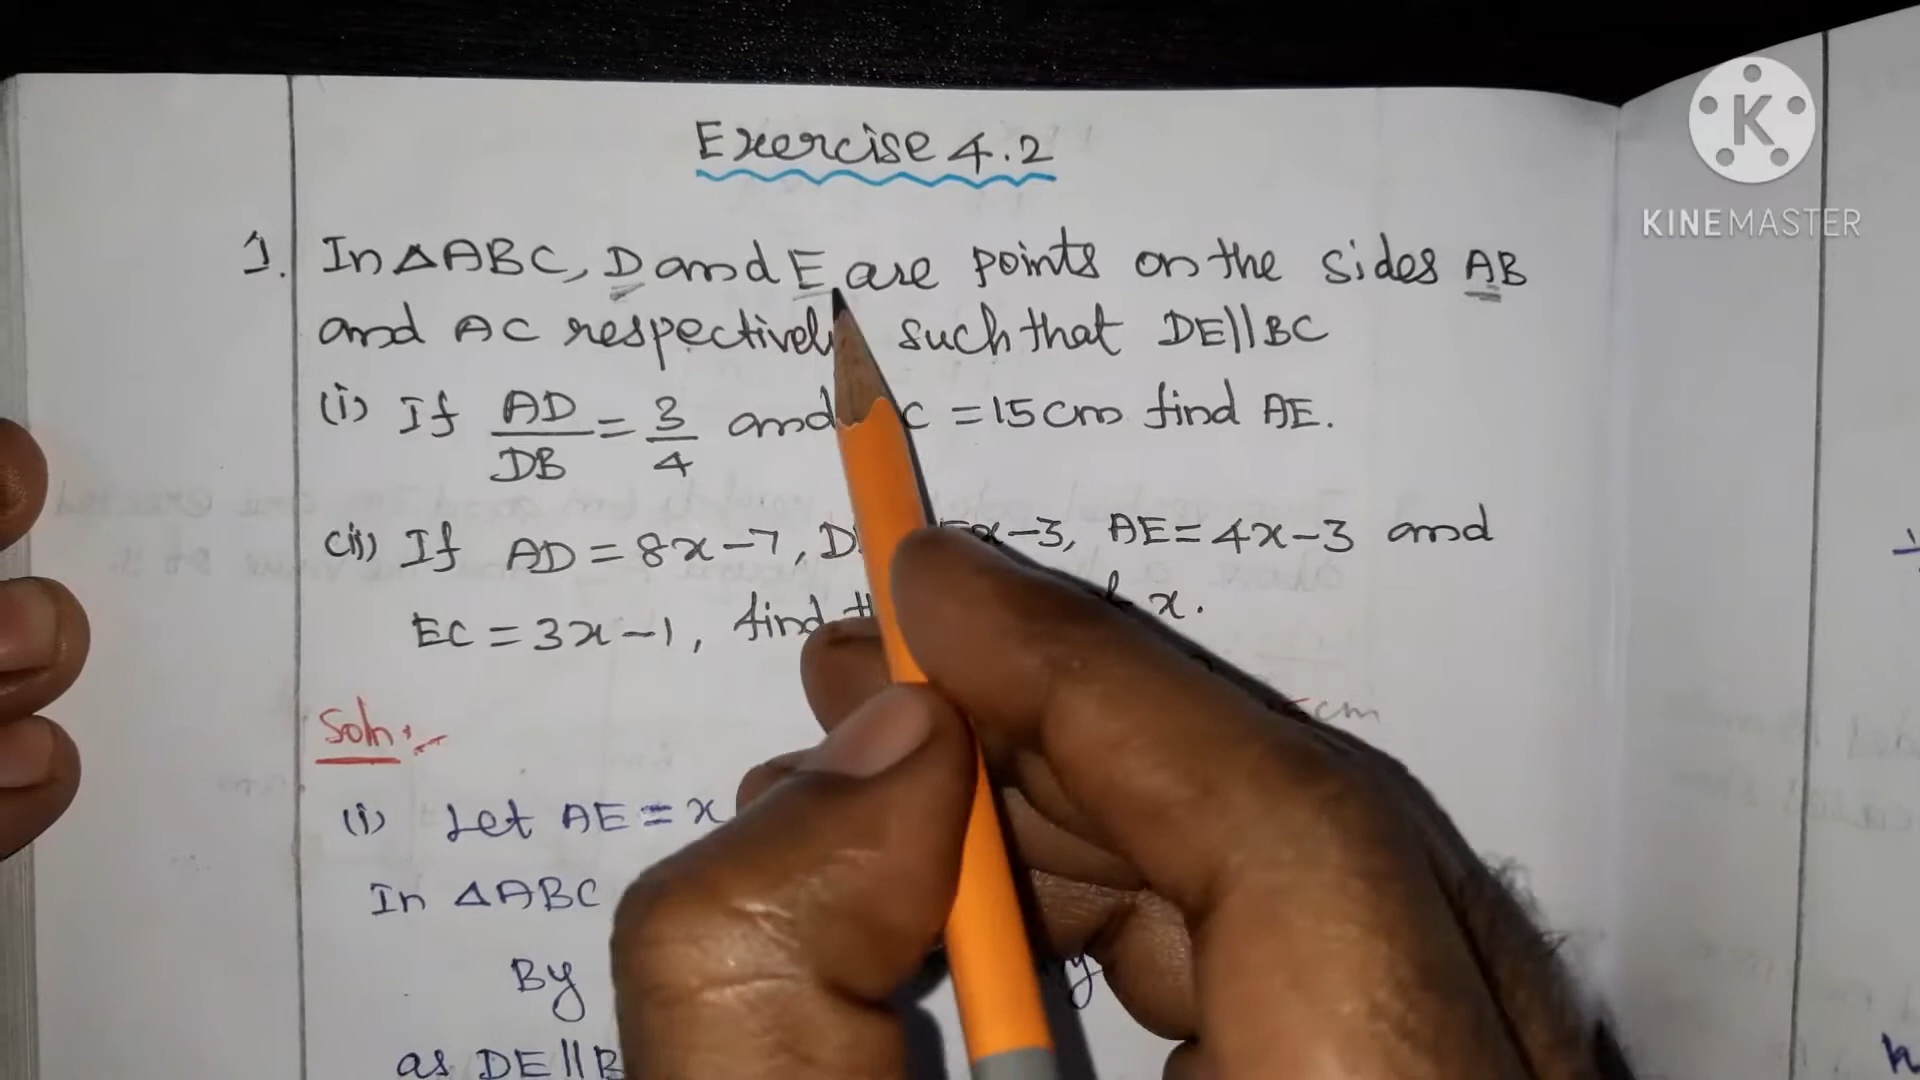 Exercise 4.2
KINEMASTER
1. In △ABC, D and E are points on the sides AB
and AC respectively such that DE||BC
(i) If AD/DB = 3/4 and C = 15cm find AE.
(ii) If AD = 8x-7, D x-3, AE = 4x-3 and
EC = 3x-1, find x.
Soln:-
cm
(i) Let AE = x
In △ABC
By
as DE||B